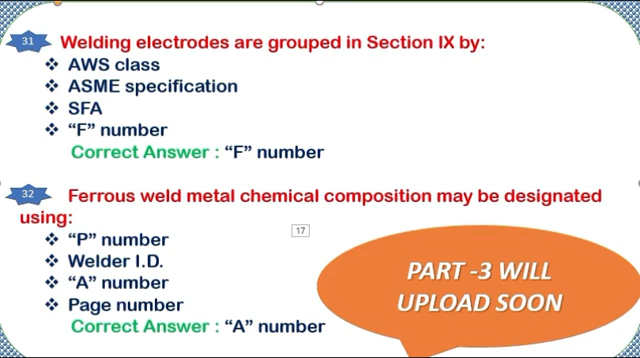 31 Welding electrodes are grouped in Section IX by:
❖ AWS class
❖ ASME specification
❖ SFA
❖ “F” number
Correct Answer : “F” number
32 Ferrous weld metal chemical composition may be designated
using:
❖ “P” number
❖ Welder I.D.
❖ “A” number
❖ Page number
Correct Answer : “A” number
17
PART -3 WILL
UPLOAD SOON